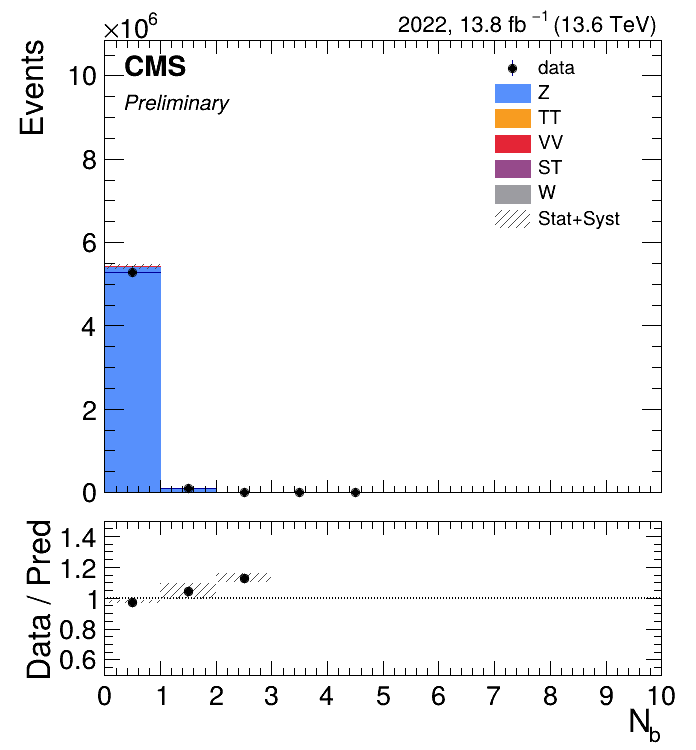 ×10⁶
2022, 13.8 fb⁻¹ (13.6 TeV)
Events
10
8
6
4
2
0
CMS
Preliminary
data
Z
TT
VV
ST
W
Stat+Syst
Data / Pred
1.4
1.2
1
0.8
0.6
0 1 2 3 4 5 6 7 8 9 10
N_b